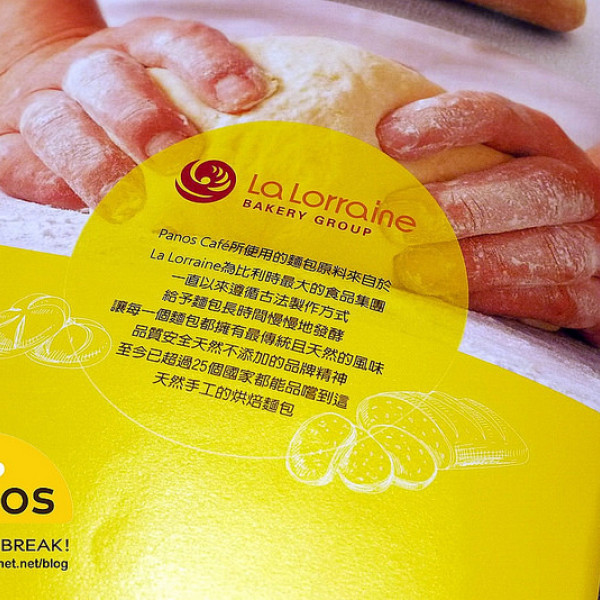 La Lorraine
BAKERY GROUP
Panos Café所使用的麵包原料來自於
La Lorraine為比利時最大的食品集團
一直以來遵循古法製作方式
給予麵包長時間慢慢地發酵
讓每一個麵包都擁有最傳統且天然的風味
品質安全天然不添加的品牌精神
至今已超過25個國家都能品嚐到這
天然手工的烘焙麵包
OS
BREAK!
net.net/blog